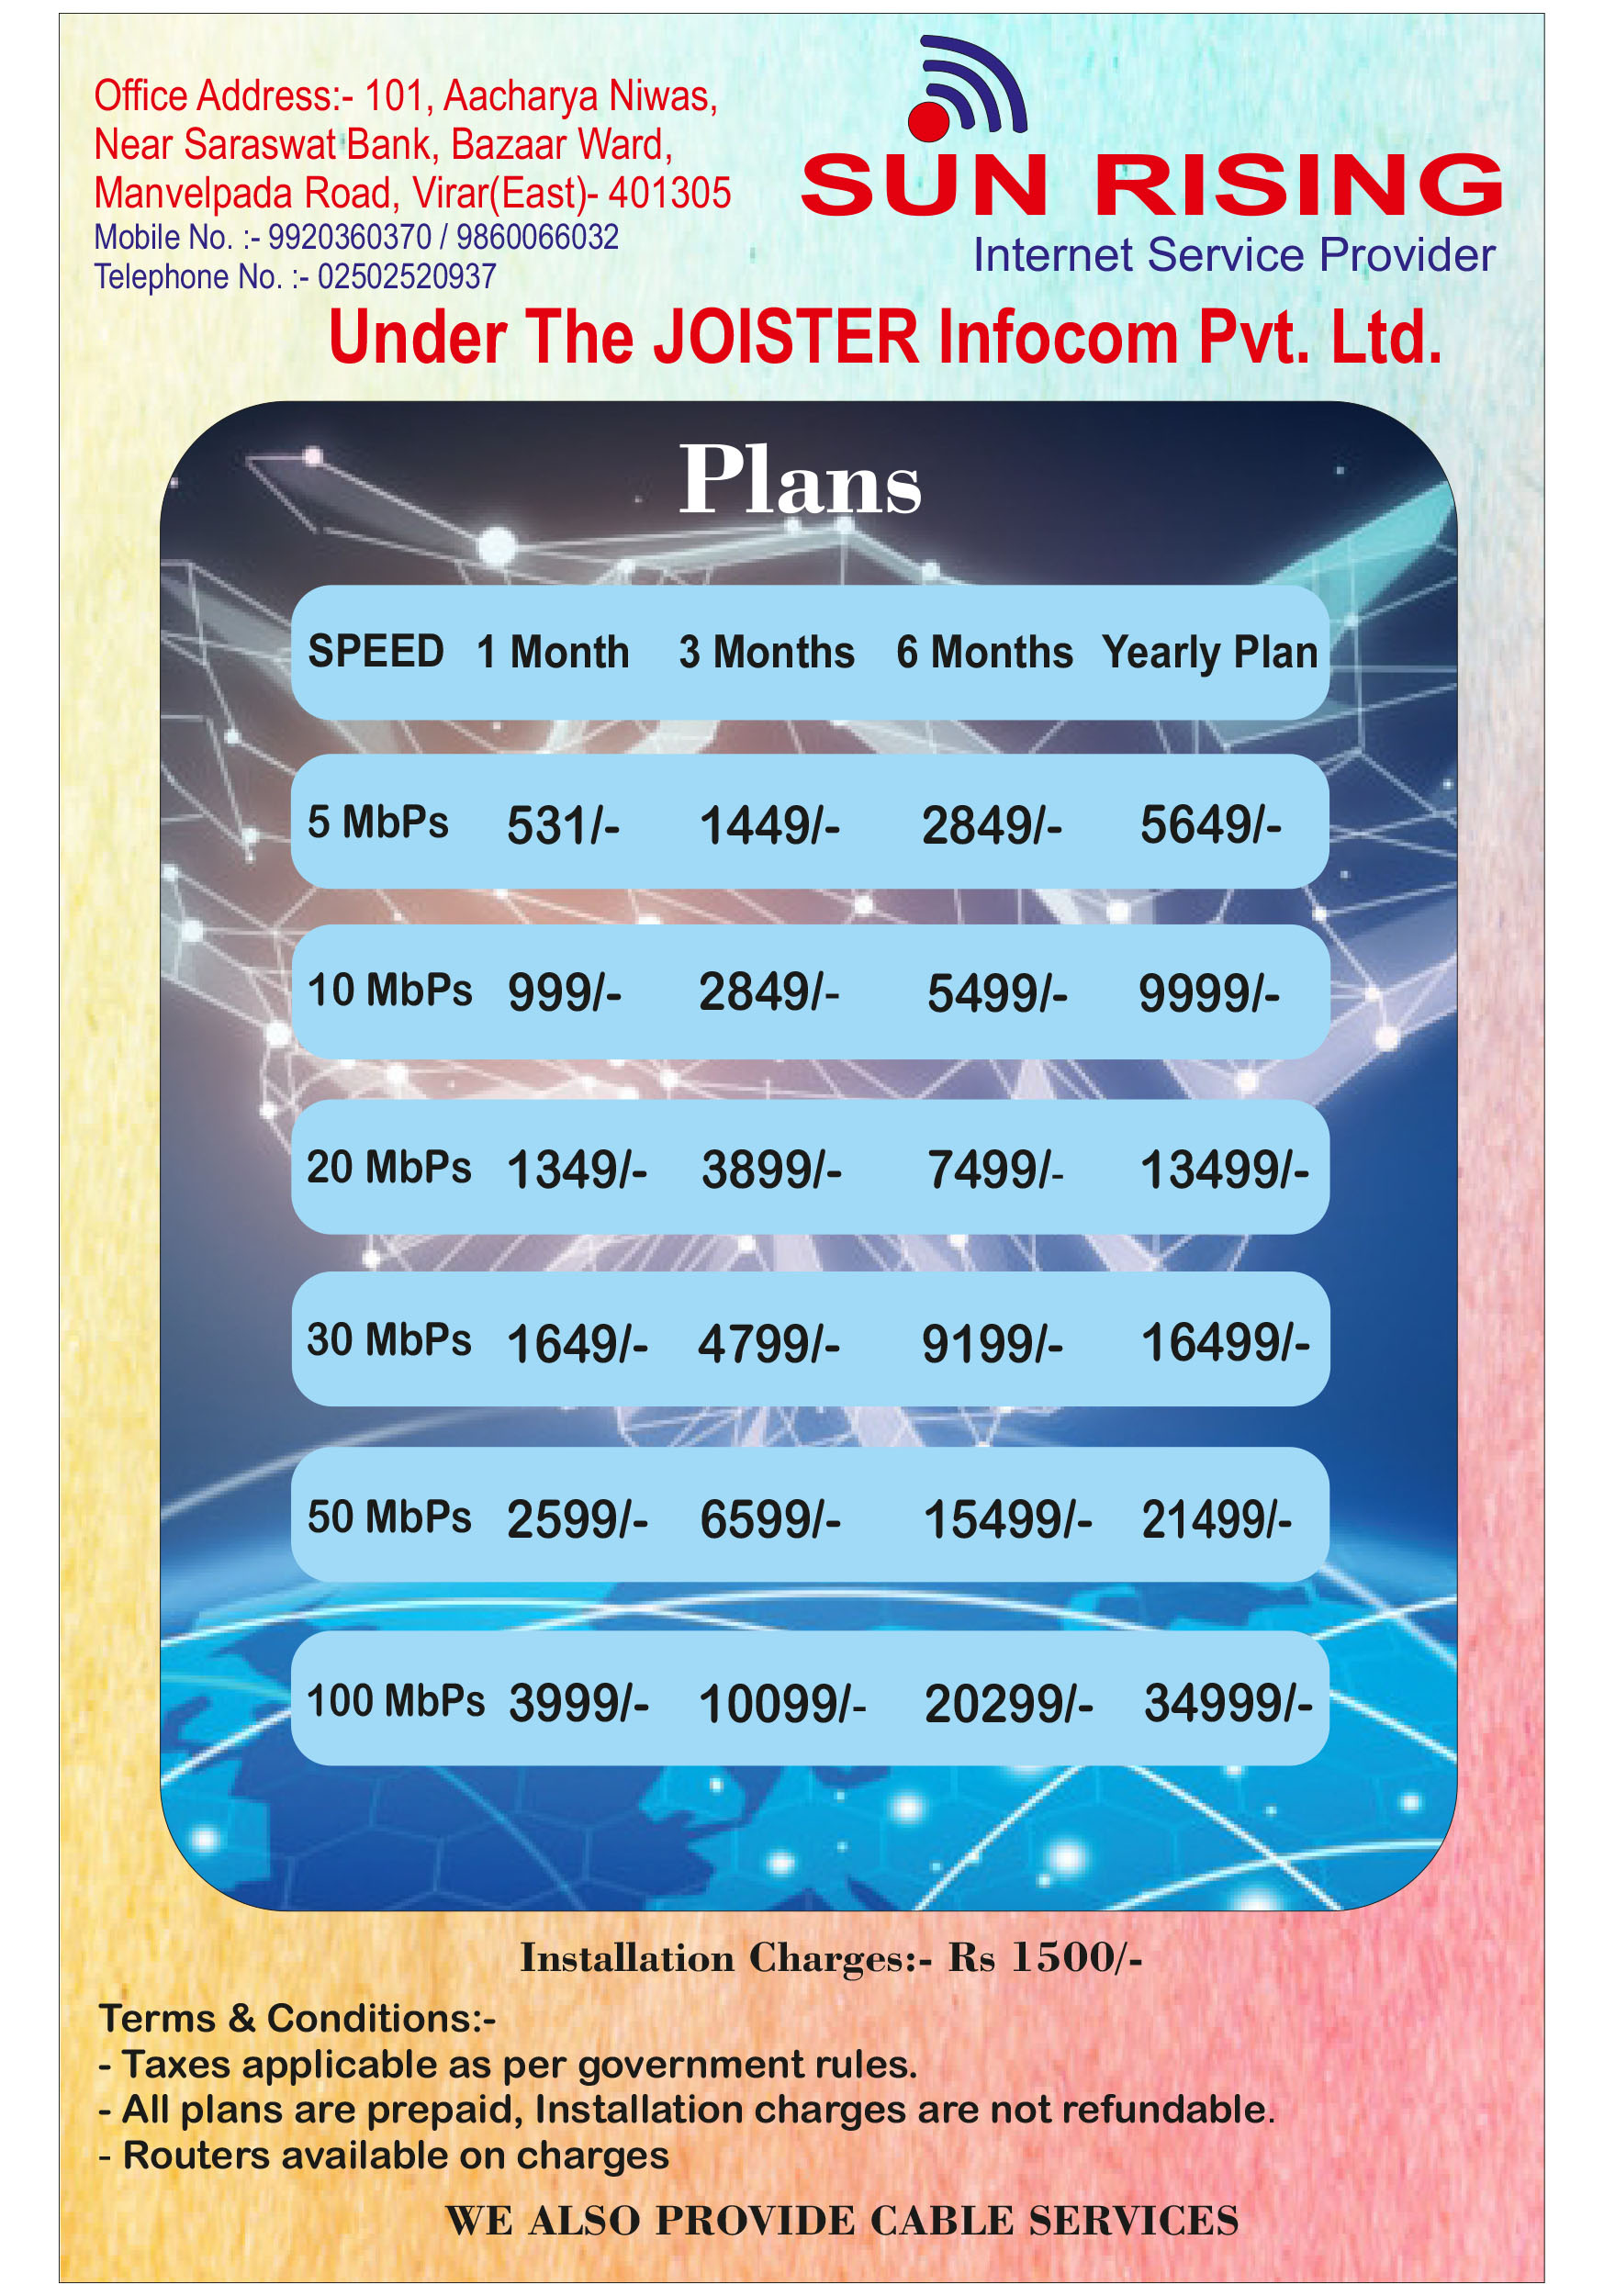 Office Address:- 101, Aacharya Niwas,
Near Saraswat Bank, Bazaar Ward,
Manvelpada Road, Virar(East)- 401305
Mobile No. :- 9920360370 / 9860066032
Telephone No. :- 02502520937
SUN RISING
Internet Service Provider
Under The JOISTER Infocom Pvt. Ltd.
Plans
SPEED 1 Month 3 Months 6 Months Yearly Plan
5 MbPs 531/- 1449/- 2849/- 5649/-
10 MbPs 999/- 2849/- 5499/- 9999/-
20 MbPs 1349/- 3899/- 7499/- 13499/-
30 MbPs 1649/- 4799/- 9199/- 16499/-
50 MbPs 2599/- 6599/- 15499/- 21499/-
100 MbPs 3999/- 10099/- 20299/- 34999/-
Installation Charges:- Rs 1500/-
Terms & Conditions:-
- Taxes applicable as per government rules.
- All plans are prepaid, Installation charges are not refundable.
- Routers available on charges
WE ALSO PROVIDE CABLE SERVICES